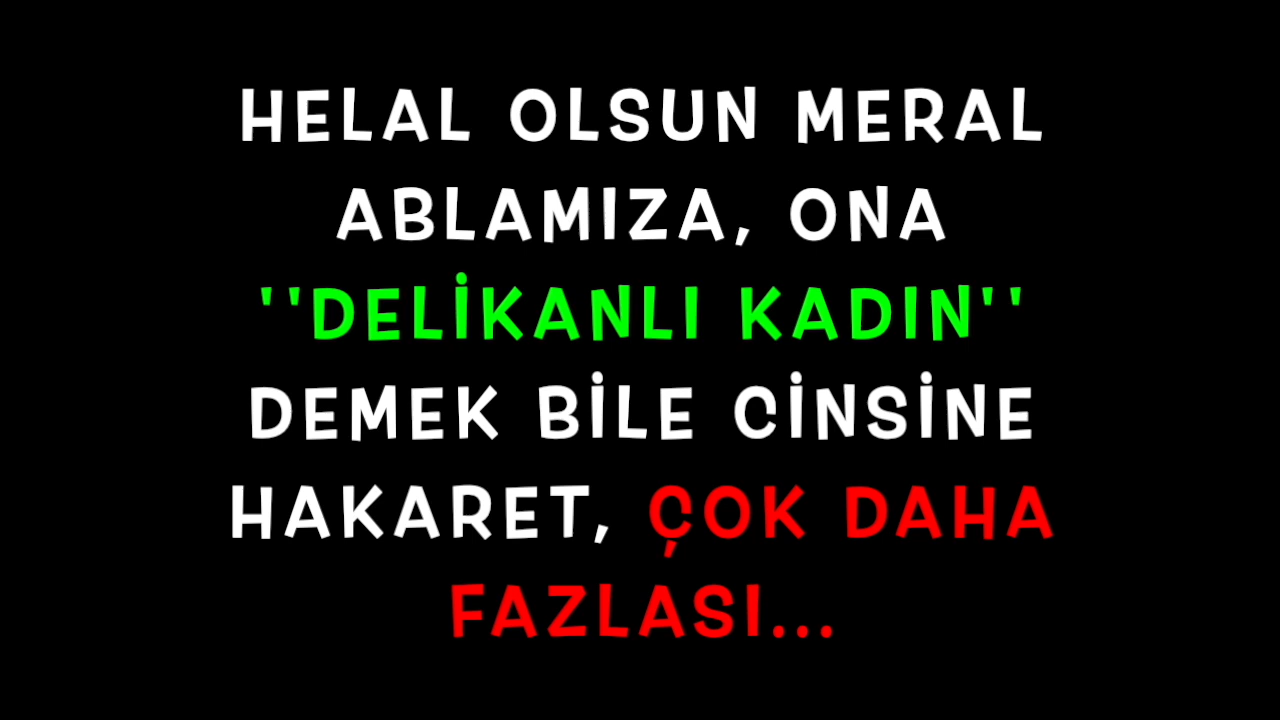 HELAL OLSUN MERAL
ABLAMIZA, ONA
''DELİKANLI KADIN''
DEMEK BİLE CİNSİNE
HAKARET, ÇOK DAHA
FAZLASI...